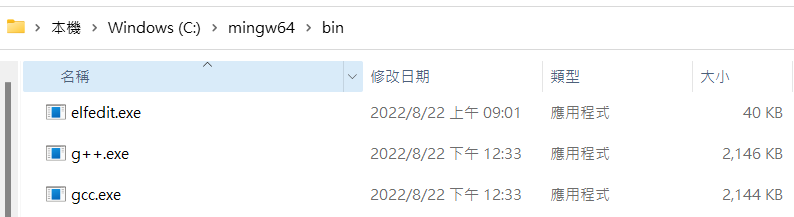 本機 > Windows (C:) > mingw64 > bin
名稱 修改日期 類型 大小
elfedit.exe 2022/8/22 上午 09:01 應用程式 40 KB
g++.exe 2022/8/22 下午 12:33 應用程式 2,146 KB
gcc.exe 2022/8/22 下午 12:33 應用程式 2,144 KB